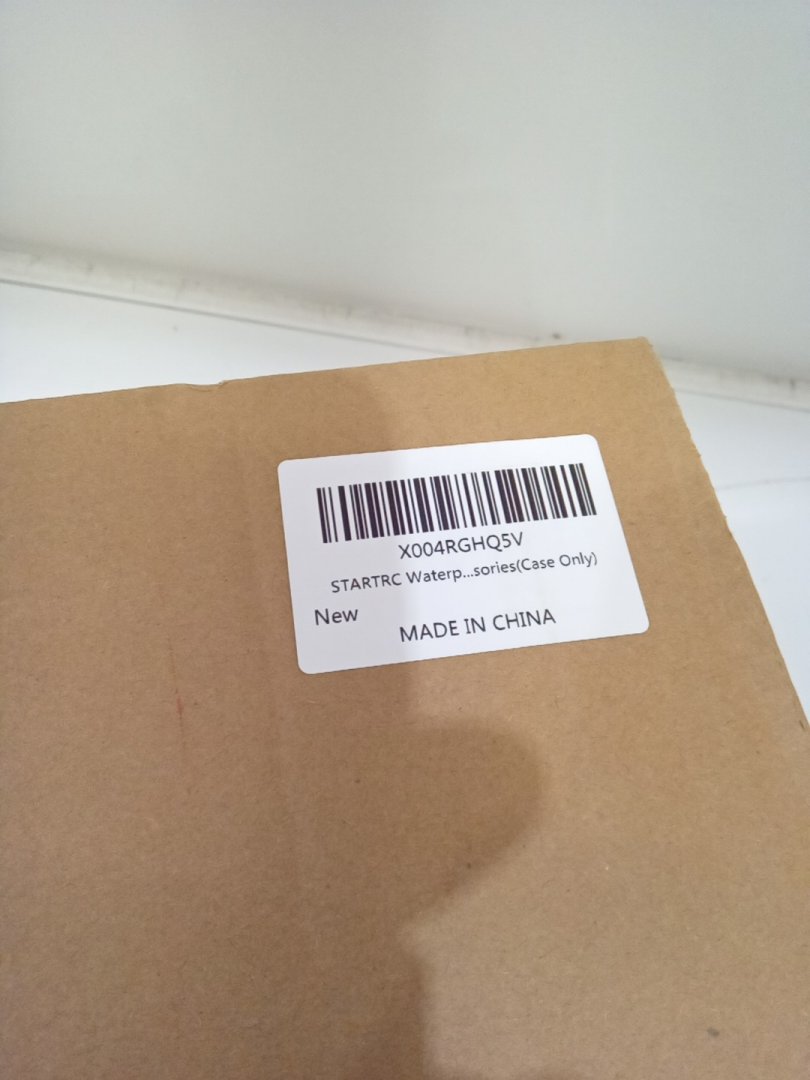 X004RGHQ5V
STARTRC Waterp...sories(Case Only)
New
MADE IN CHINA